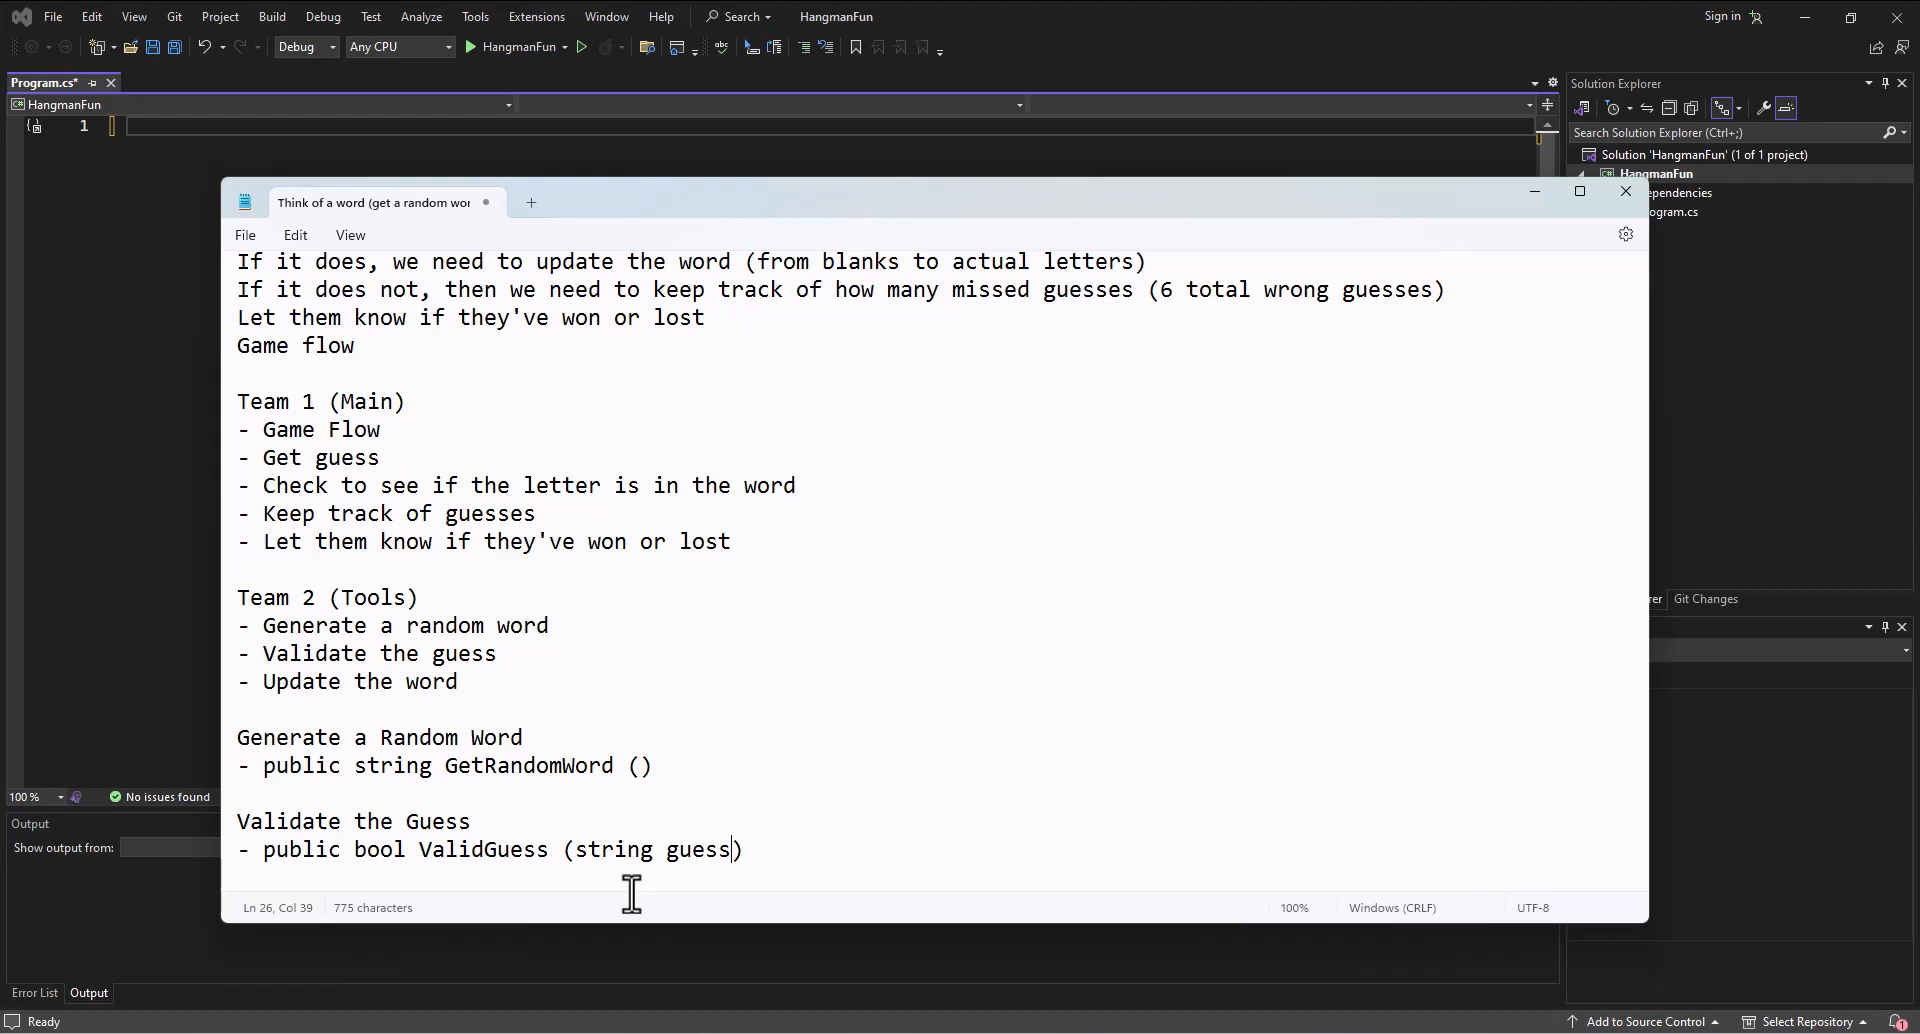 File Edit View Git Project Build Debug Test Analyze Tools Extensions Window Help Search HangmanFun Sign in
Debug Any CPU HangmanFun
Program.cs*
HangmanFun
1
Solution Explorer
Search Solution Explorer (Ctrl+;)
Solution 'HangmanFun' (1 of 1 project)
HangmanFun
ependencies
ogram.cs
Think of a word (get a random wor
File Edit View
If it does, we need to update the word (from blanks to actual letters)
If it does not, then we need to keep track of how many missed guesses (6 total wrong guesses)
Let them know if they've won or lost
Game flow
Team 1 (Main)
- Game Flow
- Get guess
- Check to see if the letter is in the word
- Keep track of guesses
- Let them know if they've won or lost
Team 2 (Tools)
- Generate a random word
- Validate the guess
- Update the word
Generate a Random Word
- public string GetRandomWord ()
Validate the Guess
- public bool ValidGuess (string guess)
Ln 26, Col 39 775 characters 100% Windows (CRLF) UTF-8
rer Git Changes
100 % No issues found
Output
Show output from:
Error List Output
Ready Add to Source Control Select Repository 1